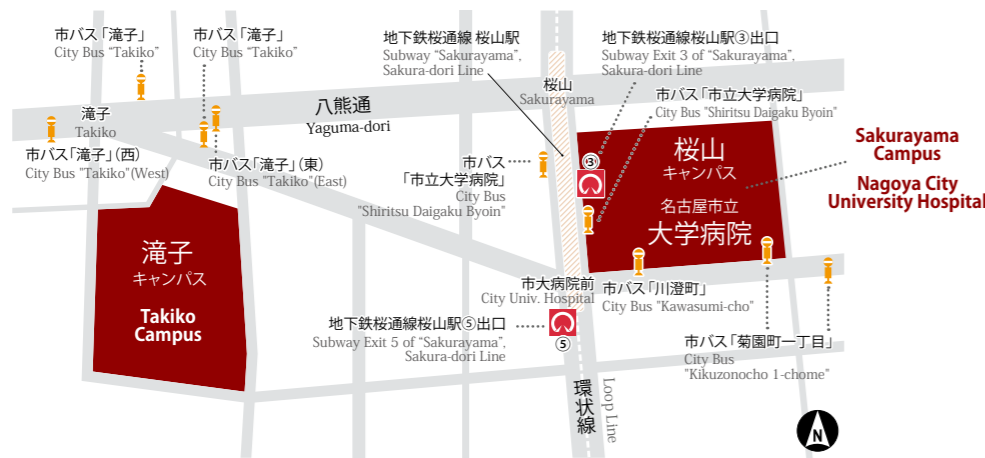 市バス「滝子」
City Bus "Takiko"
市バス「滝子」
City Bus "Takiko"
地下鉄桜通線 桜山駅
Subway "Sakurayama",
Sakura-dori Line
地下鉄桜通線桜山駅③出口
Subway Exit 3 of "Sakurayama",
Sakura-dori Line
桜山
Sakurayama
市バス「市立大学病院」
City Bus "Shiritsu Daigaku Byoin"
八熊通
Yaguma-dori
滝子
Takiko
市バス「滝子」(西)
City Bus "Takiko"(West)
市バス「滝子」(東)
City Bus "Takiko"(East)
市バス
「市立大学病院」
City Bus
"Shiritsu Daigaku Byoin"
③
桜山
キャンパス
名古屋市立
大学病院
Sakurayama
Campus
Nagoya City
University Hospital
滝子
キャンパス
Takiko
Campus
市大病院前
City Univ. Hospital
市バス「川澄町」
City Bus "Kawasumi-cho"
地下鉄桜通線桜山駅⑤出口
Subway Exit 5 of "Sakurayama",
Sakura-dori Line
⑤
市バス「菊園町一丁目」
City Bus
"Kikuzonocho 1-chome"
環状線
Loop Line
N